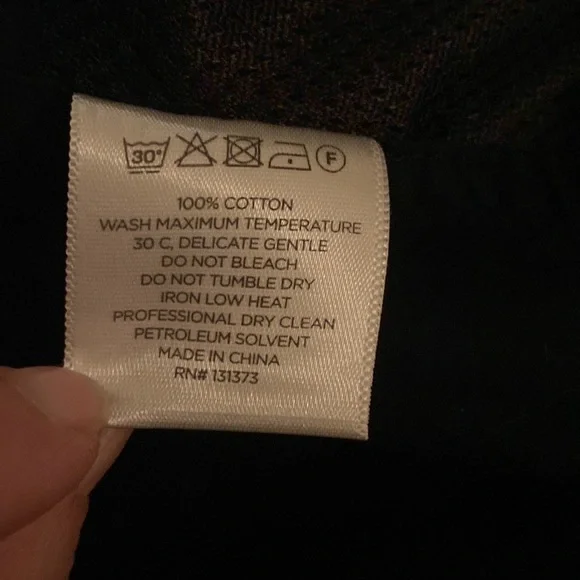 30° F
100% COTTON
WASH MAXIMUM TEMPERATURE
30 C, DELICATE GENTLE
DO NOT BLEACH
DO NOT TUMBLE DRY
IRON LOW HEAT
PROFESSIONAL DRY CLEAN
PETROLEUM SOLVENT
MADE IN CHINA
RN# 131373